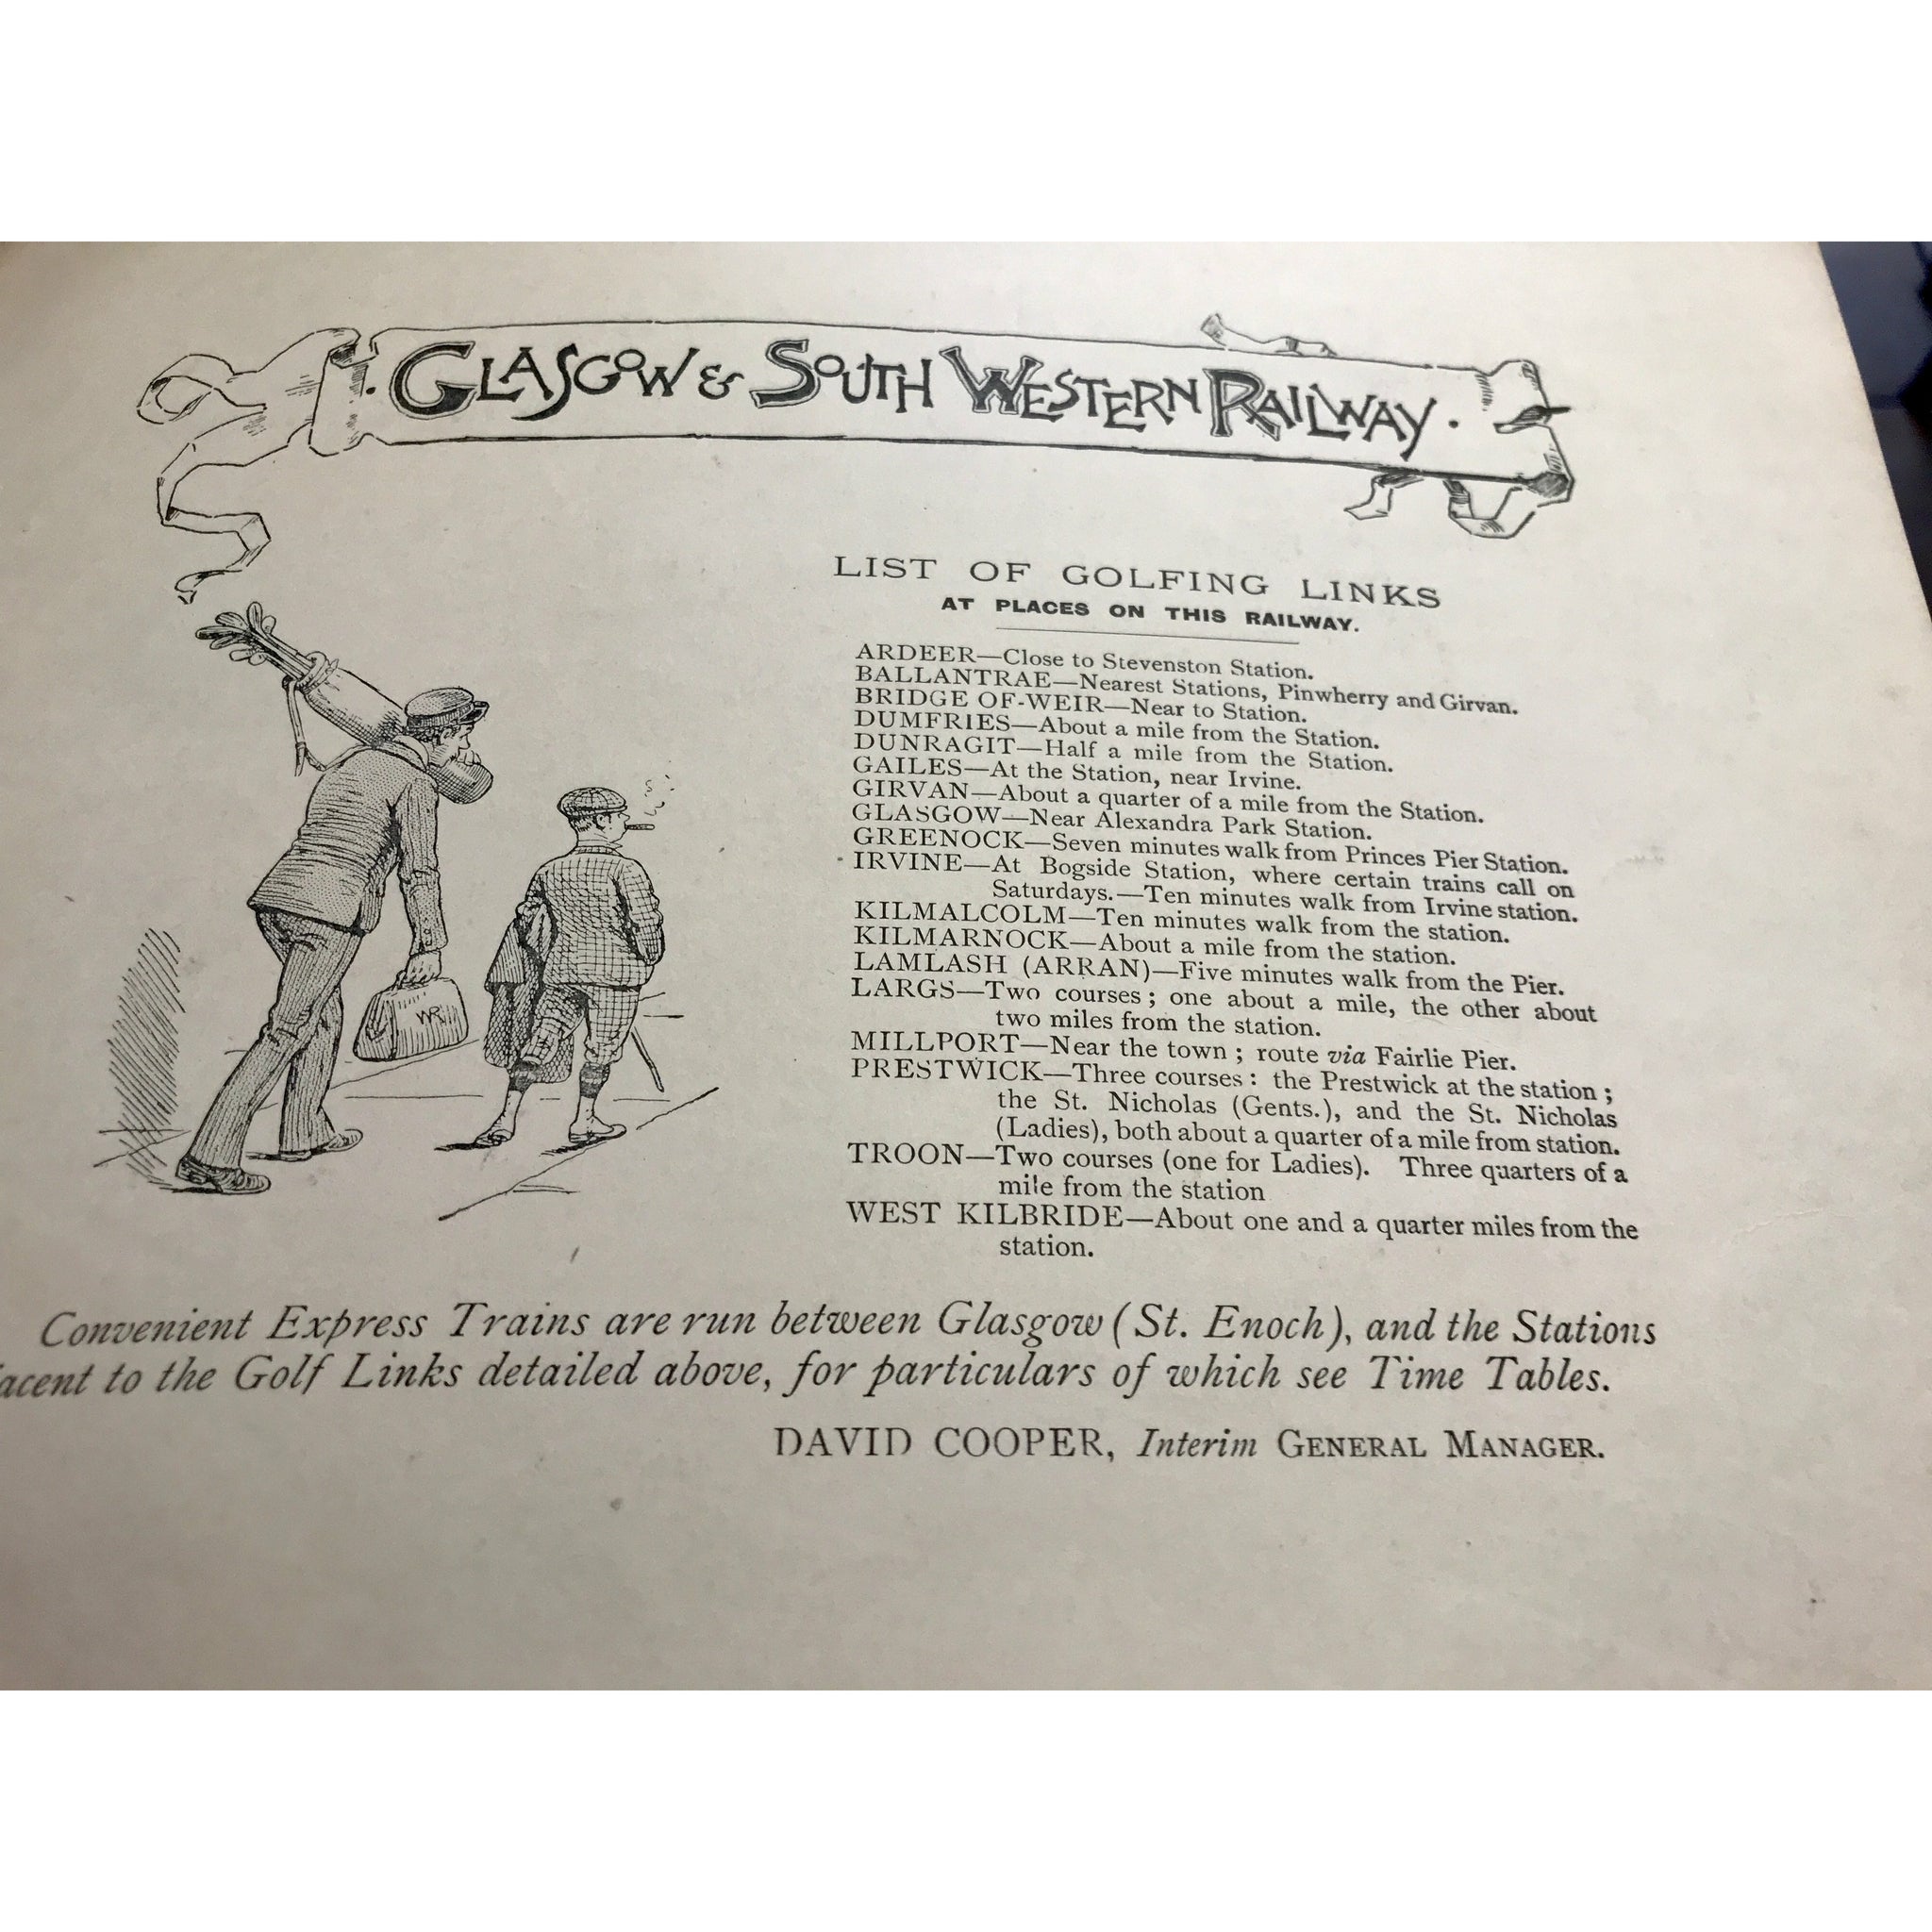 . GLASGOW & SOUTH WESTERN RAILWAY .
LIST OF GOLFING LINKS
AT PLACES ON THIS RAILWAY.
ARDEER—Close to Stevenston Station.
BALLANTRAE—Nearest Stations, Pinwherry and Girvan.
BRIDGE OF-WEIR—Near to Station.
DUMFRIES—About a mile from the Station.
DUNRAGIT—Half a mile from the Station.
GAILES—At the Station, near Irvine.
GIRVAN—About a quarter of a mile from the Station.
GLASGOW—Near Alexandra Park Station.
GREENOCK—Seven minutes walk from Princes Pier Station.
IRVINE—At Bogside Station, where certain trains call on
Saturdays.—Ten minutes walk from Irvine station.
KILMALCOLM—Ten minutes walk from the station.
KILMARNOCK—About a mile from the station.
LAMLASH (ARRAN)—Five minutes walk from the Pier.
LARGS—Two courses; one about a mile, the other about
two miles from the station.
MILLPORT—Near the town; route via Fairlie Pier.
PRESTWICK—Three courses: the Prestwick at the station;
the St. Nicholas (Gents.), and the St. Nicholas
(Ladies), both about a quarter of a mile from station.
TROON—Two courses (one for Ladies). Three quarters of a
mile from the station
WEST KILBRIDE—About one and a quarter miles from the
station.
Convenient Express Trains are run between Glasgow (St. Enoch), and the Stations
acent to the Golf Links detailed above, for particulars of which see Time Tables.
DAVID COOPER, Interim GENERAL MANAGER.